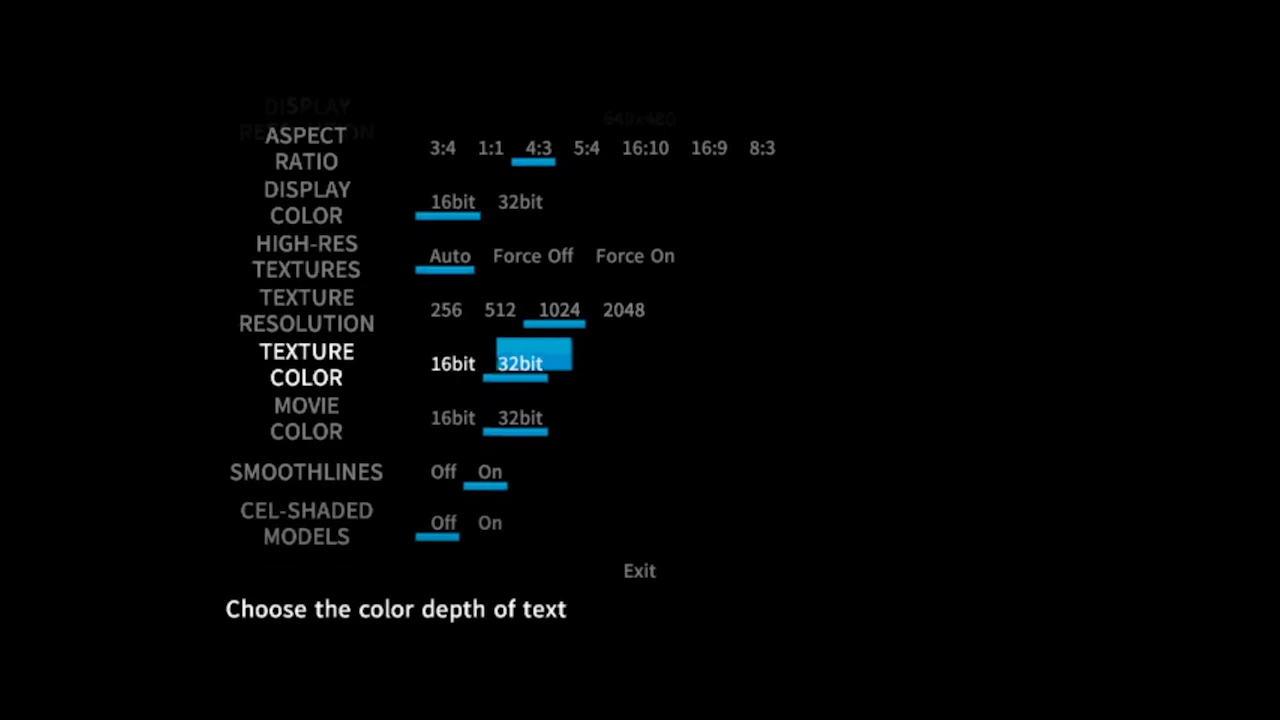 DISPLAY
RESOLUTION 640x480
ASPECT
RATIO
3:4 1:1 4:3 5:4 16:10 16:9 8:3
DISPLAY
COLOR
16bit 32bit
HIGH-RES
TEXTURES
Auto Force Off Force On
TEXTURE
RESOLUTION
256 512 1024 2048
TEXTURE
COLOR
16bit 32bit
MOVIE
COLOR
16bit 32bit
SMOOTHLINES
Off On
CEL-SHADED
MODELS
Off On
Exit
Choose the color depth of text